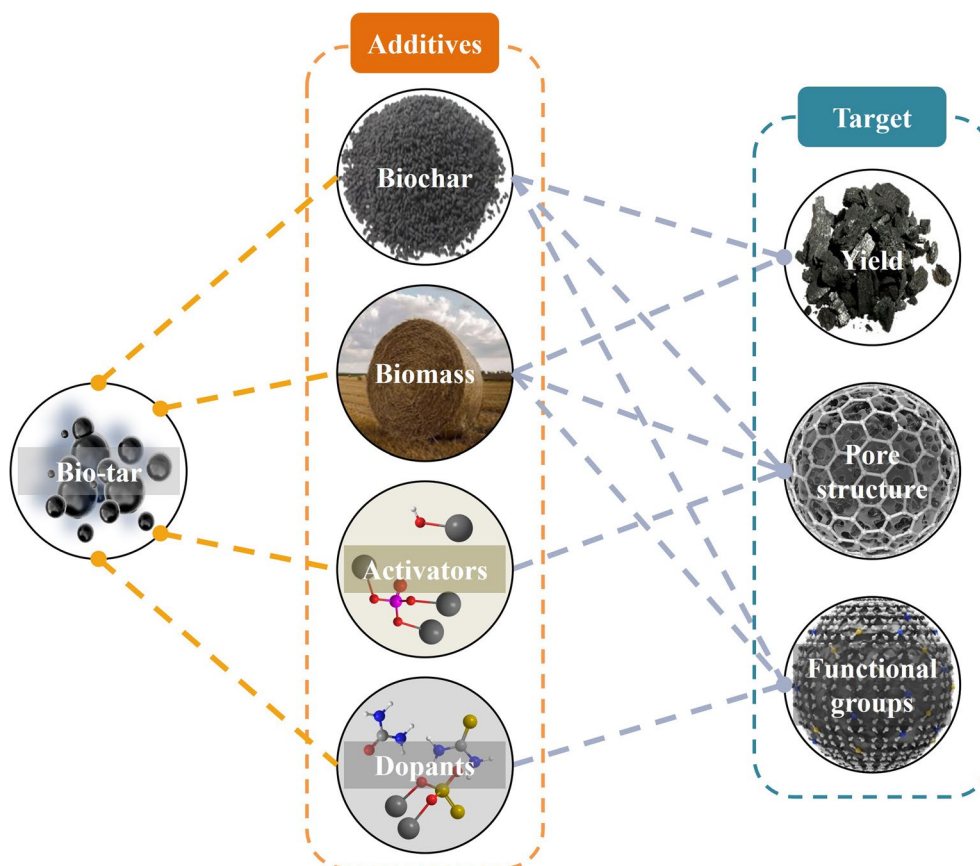 Additives
Target
Biochar
Yield
Biomass
Bio-tar
Pore
structure
Activators
Functional
groups
Dopants